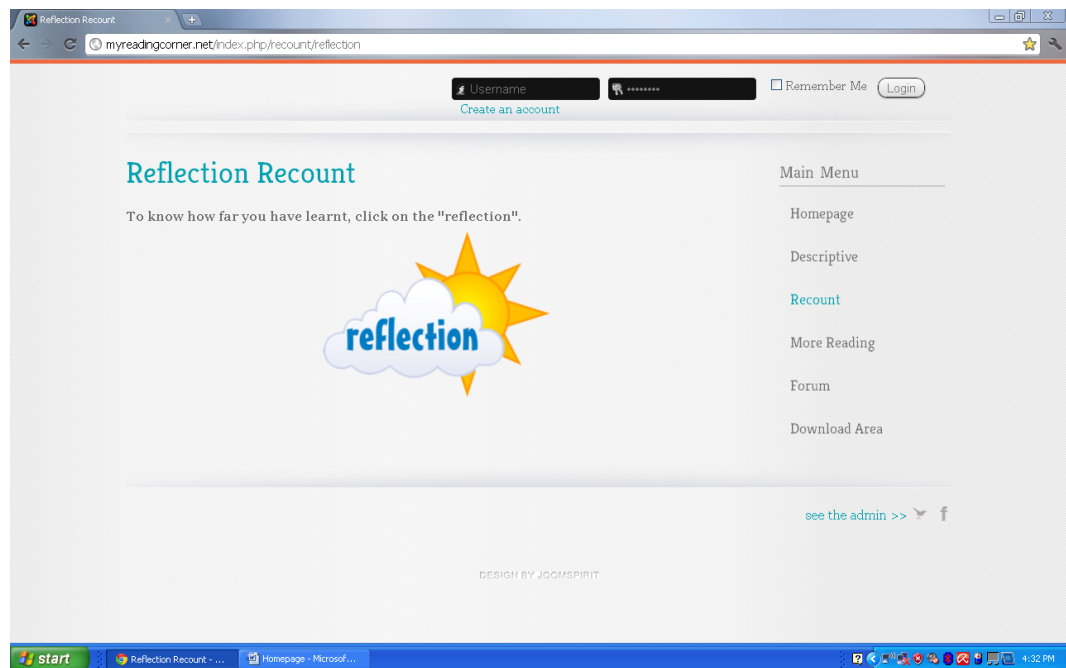 Reflection Recount
myreadingcorner.net/index.php/recount/reflection
Username
Remember Me
Login
Create an account
Reflection Recount
To know how far you have learnt, click on the "reflection".
reflection
Main Menu
Homepage
Descriptive
Recount
More Reading
Forum
Download Area
see the admin >>
DESIGN BY JOOMSPIRIT
start
Reflection Recount - ...
Homepage - Microsof...
4:32 PM